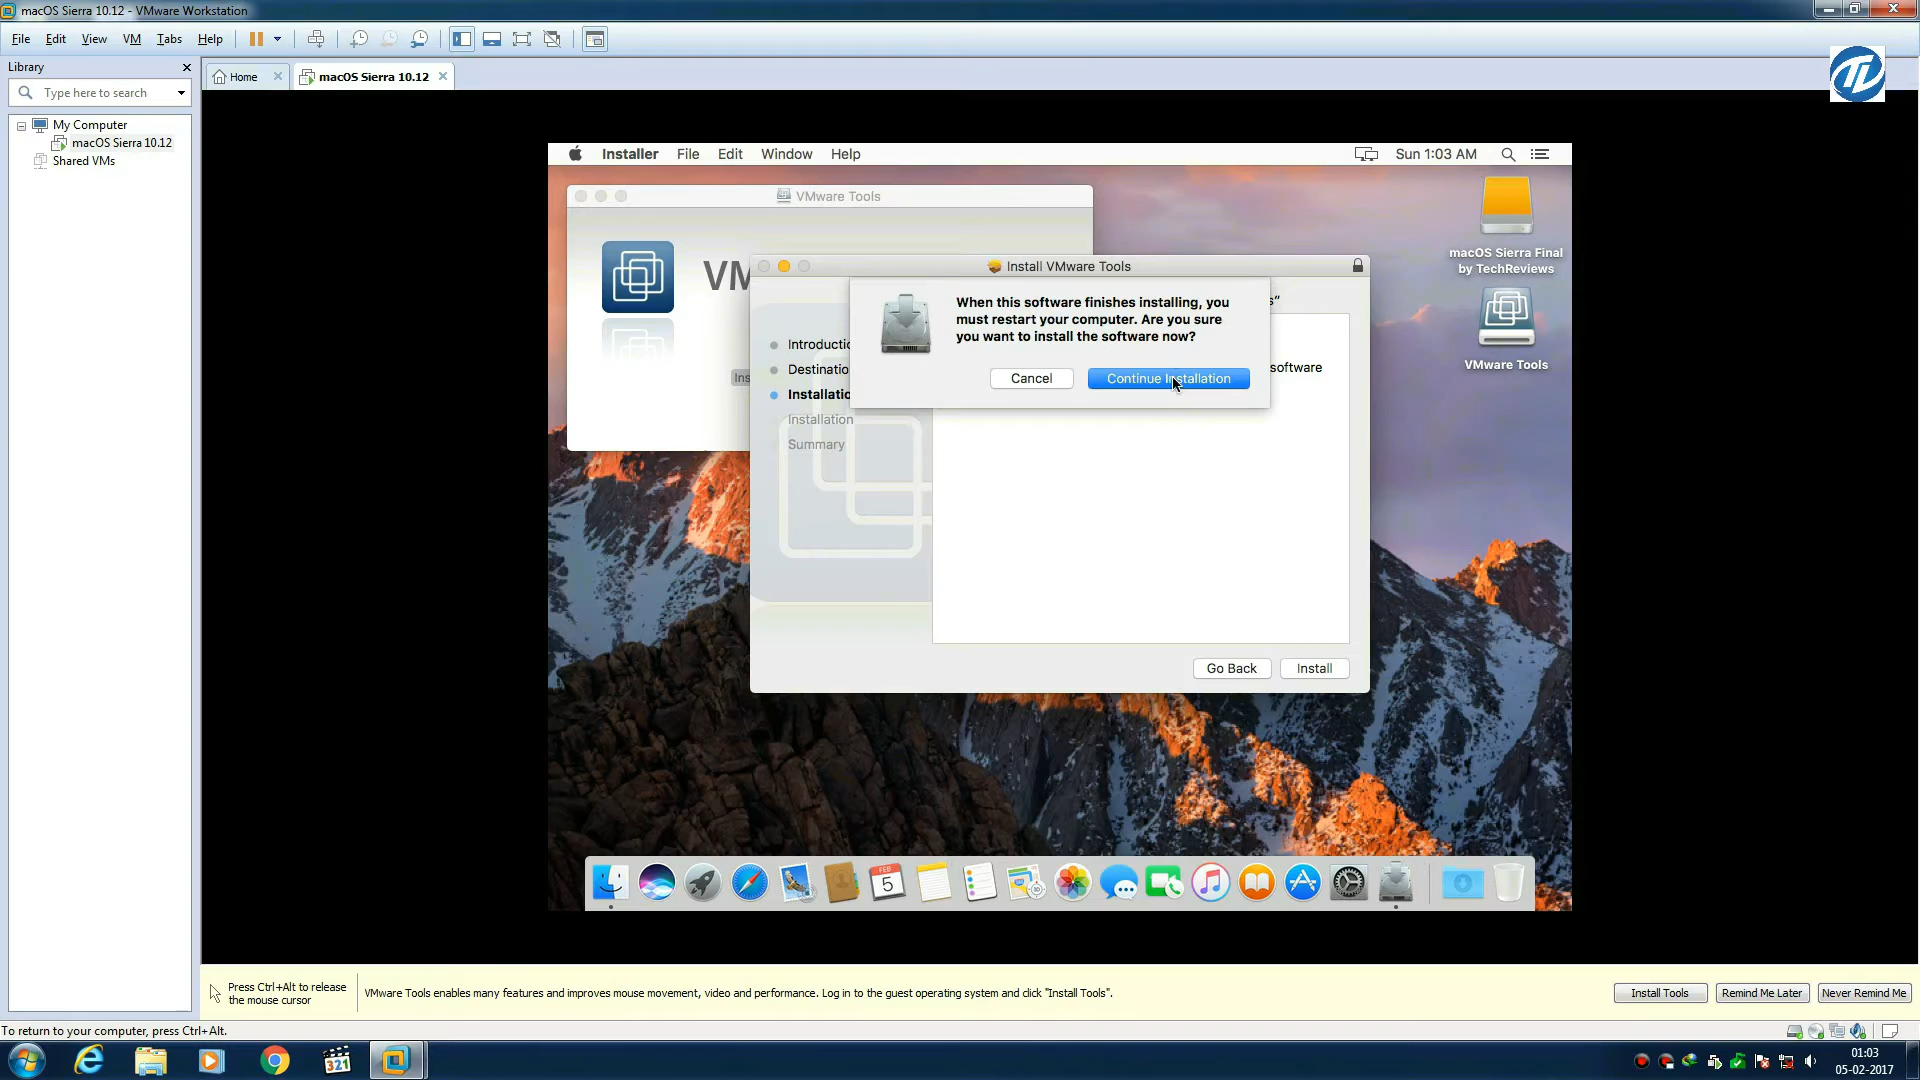 macOS Sierra 10.12 - VMware Workstation
File Edit View VM Tabs Help
Library
Home
macOS Sierra 10.12
Type here to search
My Computer
macOS Sierra 10.12
Shared VMs
Installer File Edit Window Help
Sun 1:03 AM
VMware Tools
macOS Sierra Final
by TechReviews
VMware Tools
VM
Install VMware Tools
s”
When this software finishes installing, you
must restart your computer. Are you sure
you want to install the software now?
Introductio
Destinatio
software
Ins
Cancel
Continue Installation
Installatio
Installation
Summary
Go Back
Install
FEB
5
Press Ctrl+Alt to release
the mouse cursor
VMware Tools enables many features and improves mouse movement, video and performance. Log in to the guest operating system and click "Install Tools".
Install Tools
Remind Me Later
Never Remind Me
To return to your computer, press Ctrl+Alt.
321
01:03
05-02-2017